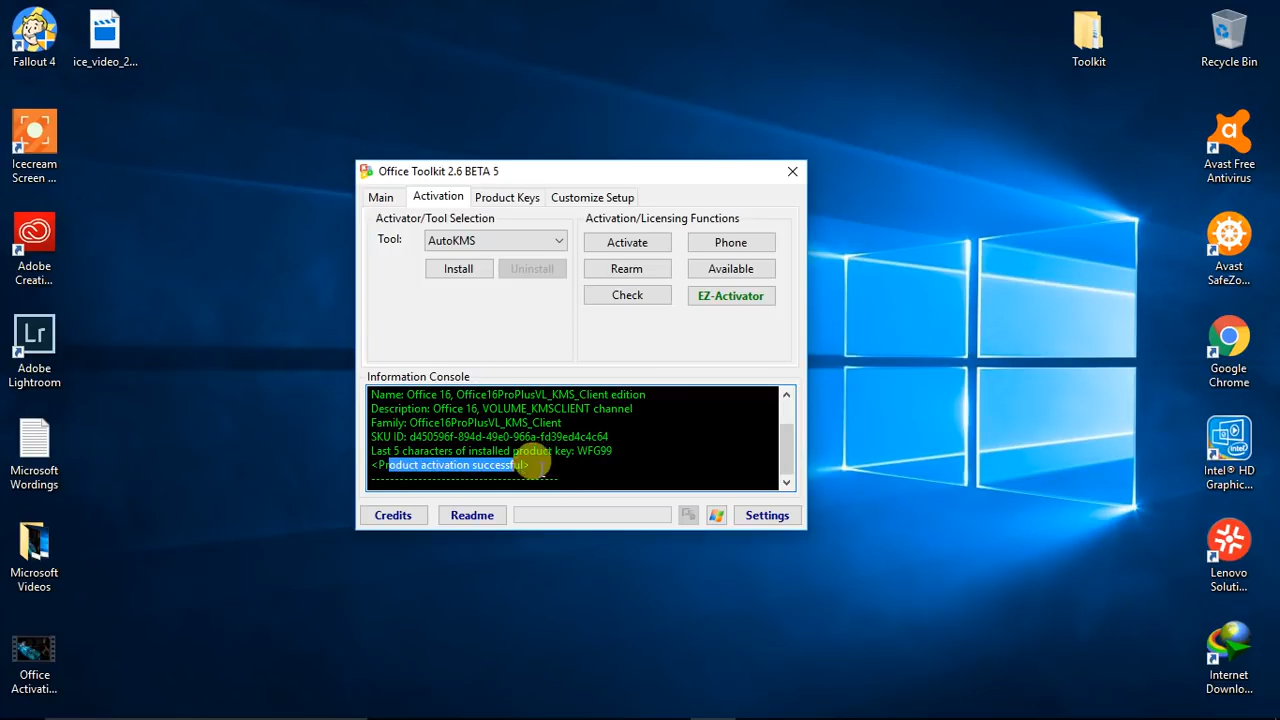 Fallout 4
ice_video_2...
Toolkit
Recycle Bin
Icecream
Screen ...
Avast Free
Antivirus
Adobe
Creati...
Avast
SafeZo...
Adobe
Lightroom
Google
Chrome
Microsoft
Wordings
Intel® HD
Graphic...
Microsoft
Videos
Lenovo
Soluti...
Office
Activati...
Internet
Downlo...
Office Toolkit 2.6 BETA 5
Main
Activation
Product Keys
Customize Setup
Activator/Tool Selection
Tool:
AutoKMS
Install
Uninstall
Activation/Licensing Functions
Activate
Phone
Rearm
Available
Check
EZ-Activator
Information Console
Name: Office 16, Office16ProPlusVL_KMS_Client edition
Description: Office 16, VOLUME_KMSCLIENT channel
Family: Office16ProPlusVL_KMS_Client
SKU ID: d450596f-894d-49e0-966a-fd39ed4c4c64
Last 5 characters of installed product key: WFG99
<Product activation successful>
----------------------------------------
Credits
Readme
Settings